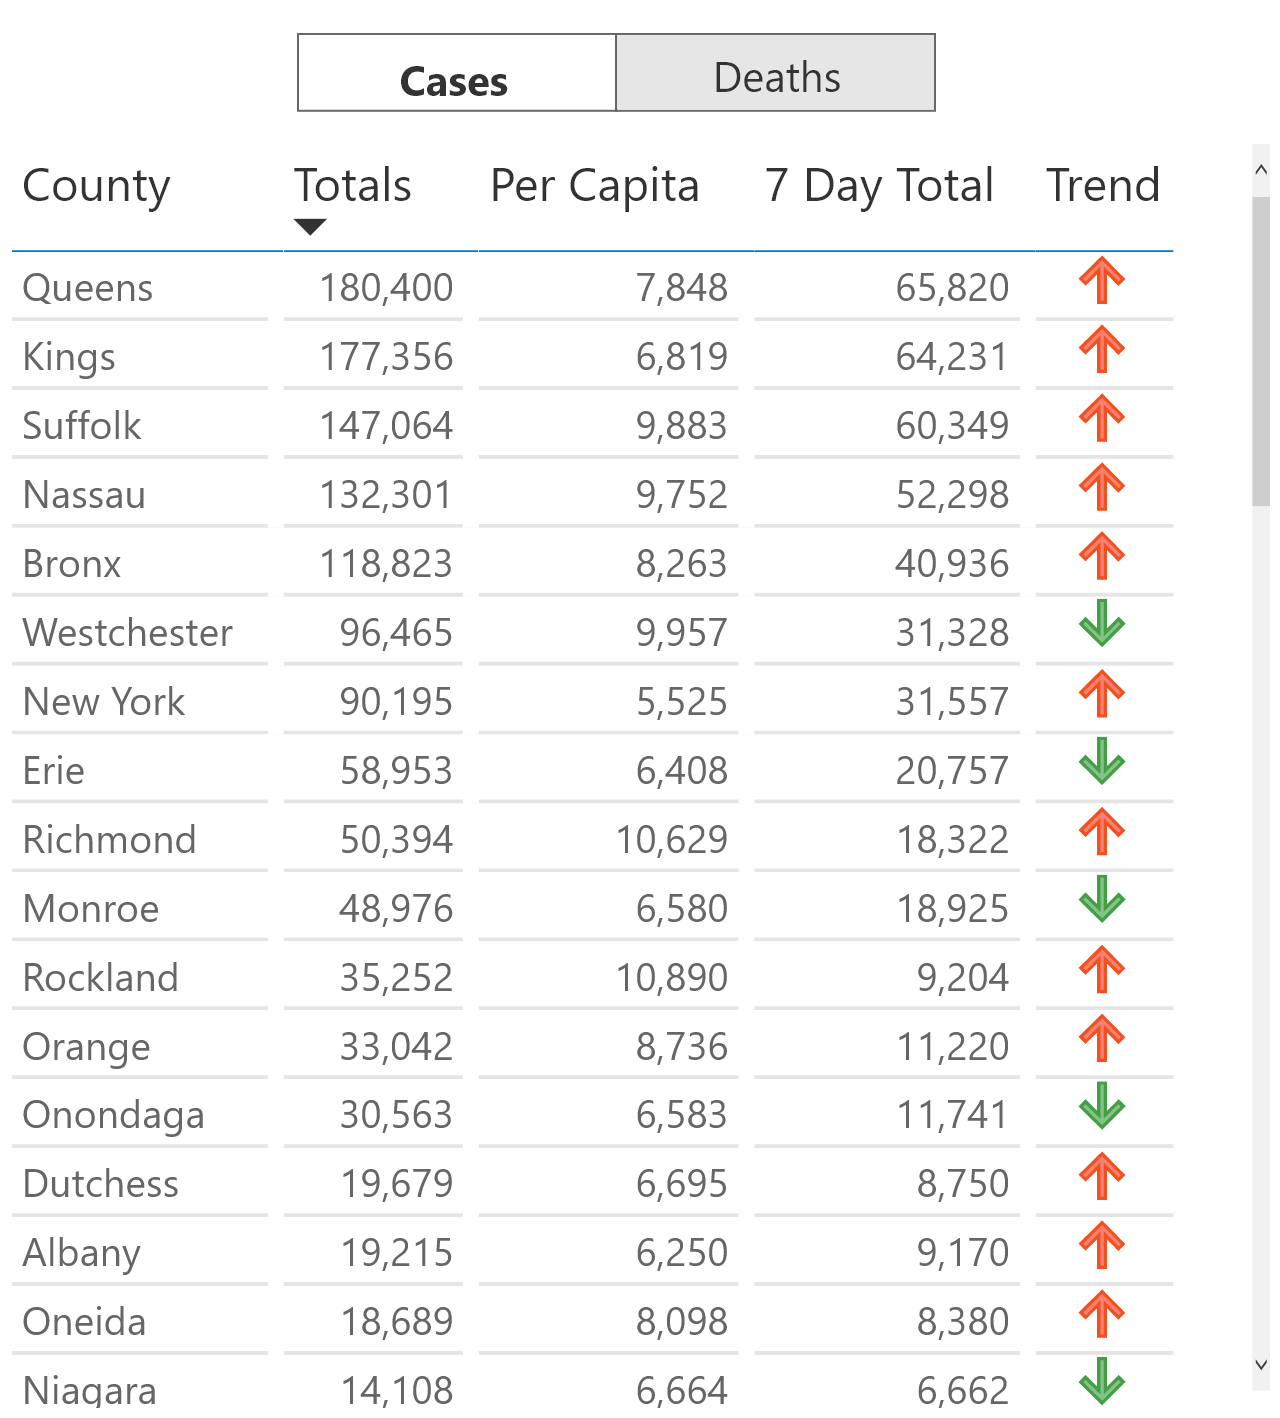 Cases Deaths
County Totals Per Capita 7 Day Total Trend
Queens 180,400 7,848 65,820
Kings 177,356 6,819 64,231
Suffolk 147,064 9,883 60,349
Nassau 132,301 9,752 52,298
Bronx 118,823 8,263 40,936
Westchester 96,465 9,957 31,328
New York 90,195 5,525 31,557
Erie 58,953 6,408 20,757
Richmond 50,394 10,629 18,322
Monroe 48,976 6,580 18,925
Rockland 35,252 10,890 9,204
Orange 33,042 8,736 11,220
Onondaga 30,563 6,583 11,741
Dutchess 19,679 6,695 8,750
Albany 19,215 6,250 9,170
Oneida 18,689 8,098 8,380
Niagara 14,108 6,664 6,662